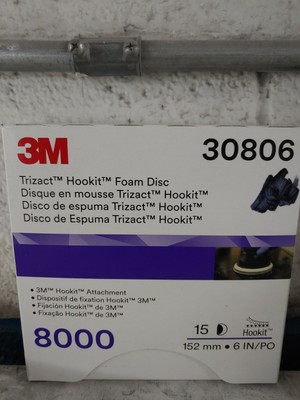 3M 30806
Trizact™ Hookit™ Foam Disc
Disque en mousse Trizact™ Hookit™
Disco de espuma Trizact™ Hookit™
Disco de Espuma Trizact™ Hookit™
• 3M™ Hookit™ Attachment
• Dispositif de fixation Hookit™ 3M™
• Fijación Hookit™ de 3M™
• Fixação Hookit™ de 3M™
8000
15 Hookit™
152 mm • 6 IN/PO